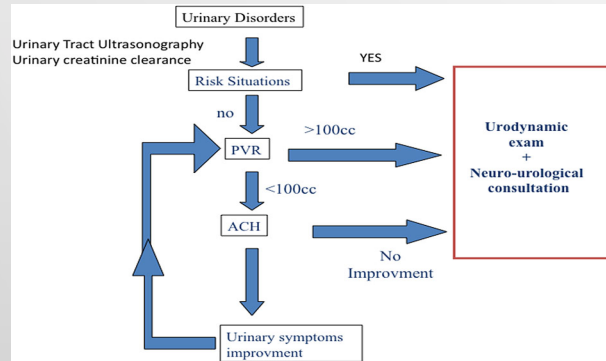 Urinary Disorders
Urinary Tract Ultrasonography
Urinary creatinine clearance
YES
Risk Situations
no
>100cc
PVR
Urodynamic
exam
+
Neuro-urological
consultation
<100cc
ACH
No
Improvment
Urinary symptoms
improvment